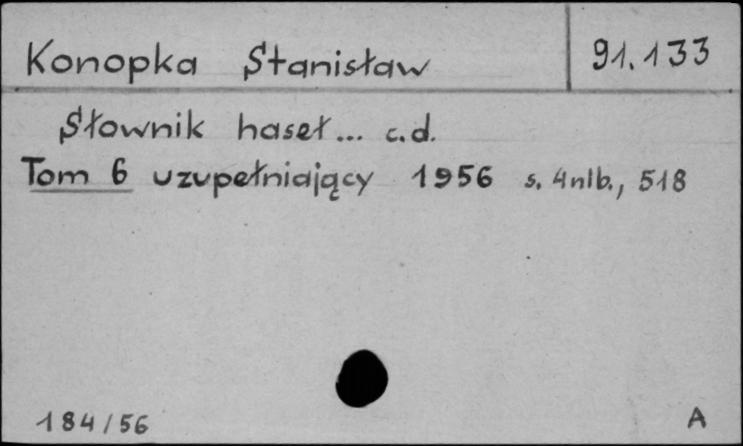 Konopka Stanisław 91.133
Słownik haseł... c.d.
Tom 6 uzupełniający 1956 s. 4nlb., 518
184/56 A